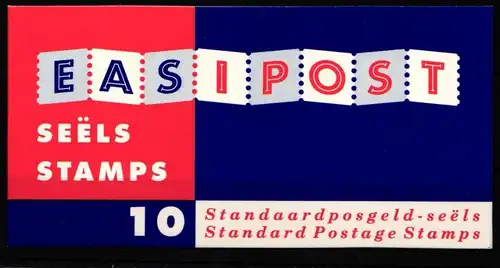 EASIPOST
SEËLS
STAMPS
10
Standaardposgeld-seëls
Standard Postage Stamps